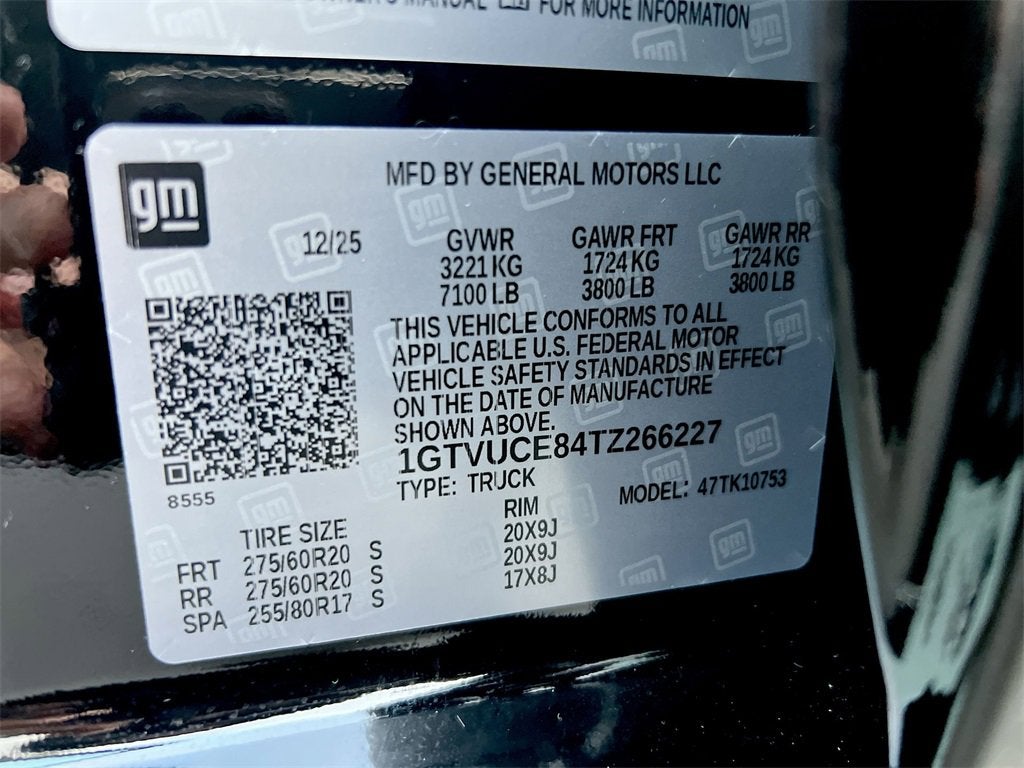 OWNER'S MANUAL FOR MORE INFORMATION
gm
MFD BY GENERAL MOTORS LLC
12/25
GVWR GAWR FRT GAWR RR
3221 KG 1724 KG 1724 KG
7100 LB 3800 LB 3800 LB
THIS VEHICLE CONFORMS TO ALL
APPLICABLE U.S. FEDERAL MOTOR
VEHICLE SAFETY STANDARDS IN EFFECT
ON THE DATE OF MANUFACTURE
SHOWN ABOVE.
1GTVUCE84TZ266227
TYPE: TRUCK MODEL: 47TK10753
8555
TIRE SIZE RIM
FRT 275/60R20 S 20X9J
RR 275/60R20 S 20X9J
SPA 255/80R17 S 17X8J